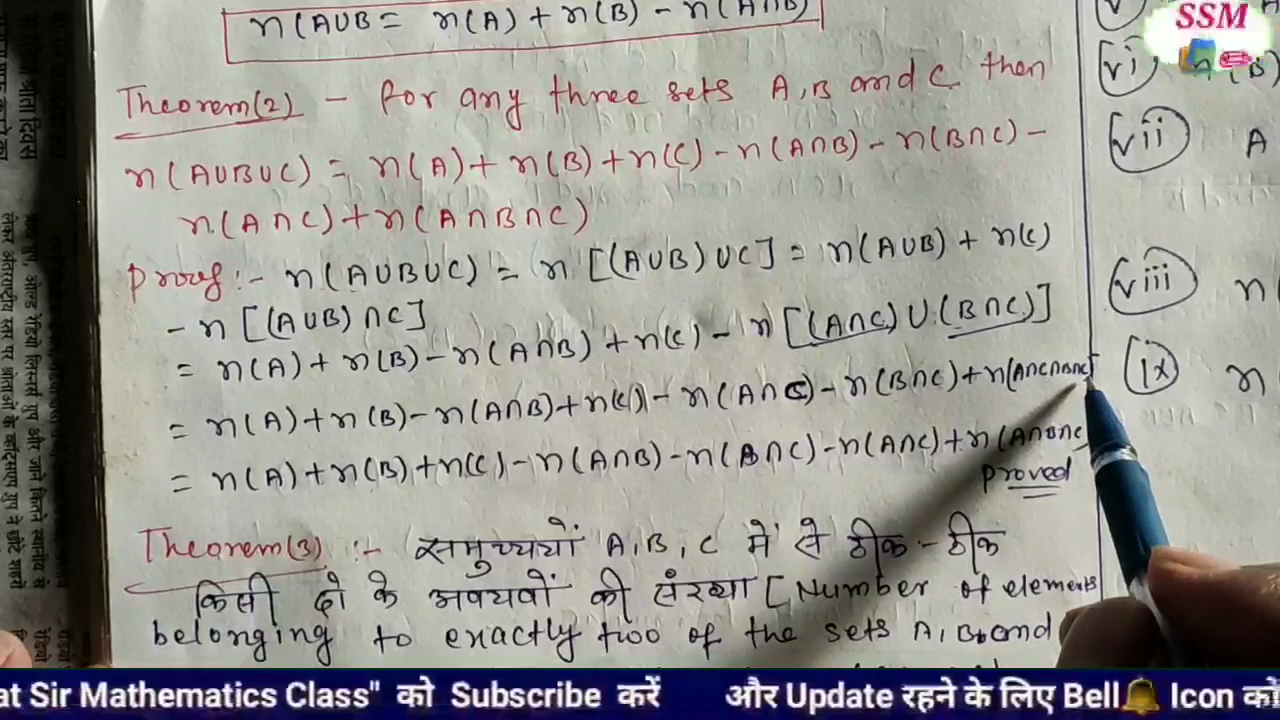 n(AUB = n(A) + n(B) - n(A∩B)
Theorem(2) - for any three sets A,B and C then
n(AUBUC) = n(A) + n(B) + n(C) - n(A∩B) - n(B∩C) -
n(A∩C) + n(A∩B∩C)
Proof:- n(AUBUC) = n[(AUB)UC] = n(AUB) + n(C)
- n[(AUB)∩C]
= n(A) + n(B) - n(A∩B) + n(C) - n[(A∩C)U(B∩C)]
= n(A) + n(B) - n(A∩B) + n(C) - n(A∩C) - n(B∩C) + n(A∩C∩B∩C)
= n(A) + n(B) + n(C) - n(A∩B) - n(B∩C) - n(A∩C) + n(A∩B∩C
proved
Theorem(3) :- समुच्ययों A,B,C में से ठीक-ठीक
किसी दो के अवयवों की संख्या [Number of elements
belonging to exactly two of the sets A,B and
v
vi n(B)
vii A
viii n
ix n
SSM
at Sir Mathematics Class" को Subscribe करें और Update रहने के लिए Bell Icon को